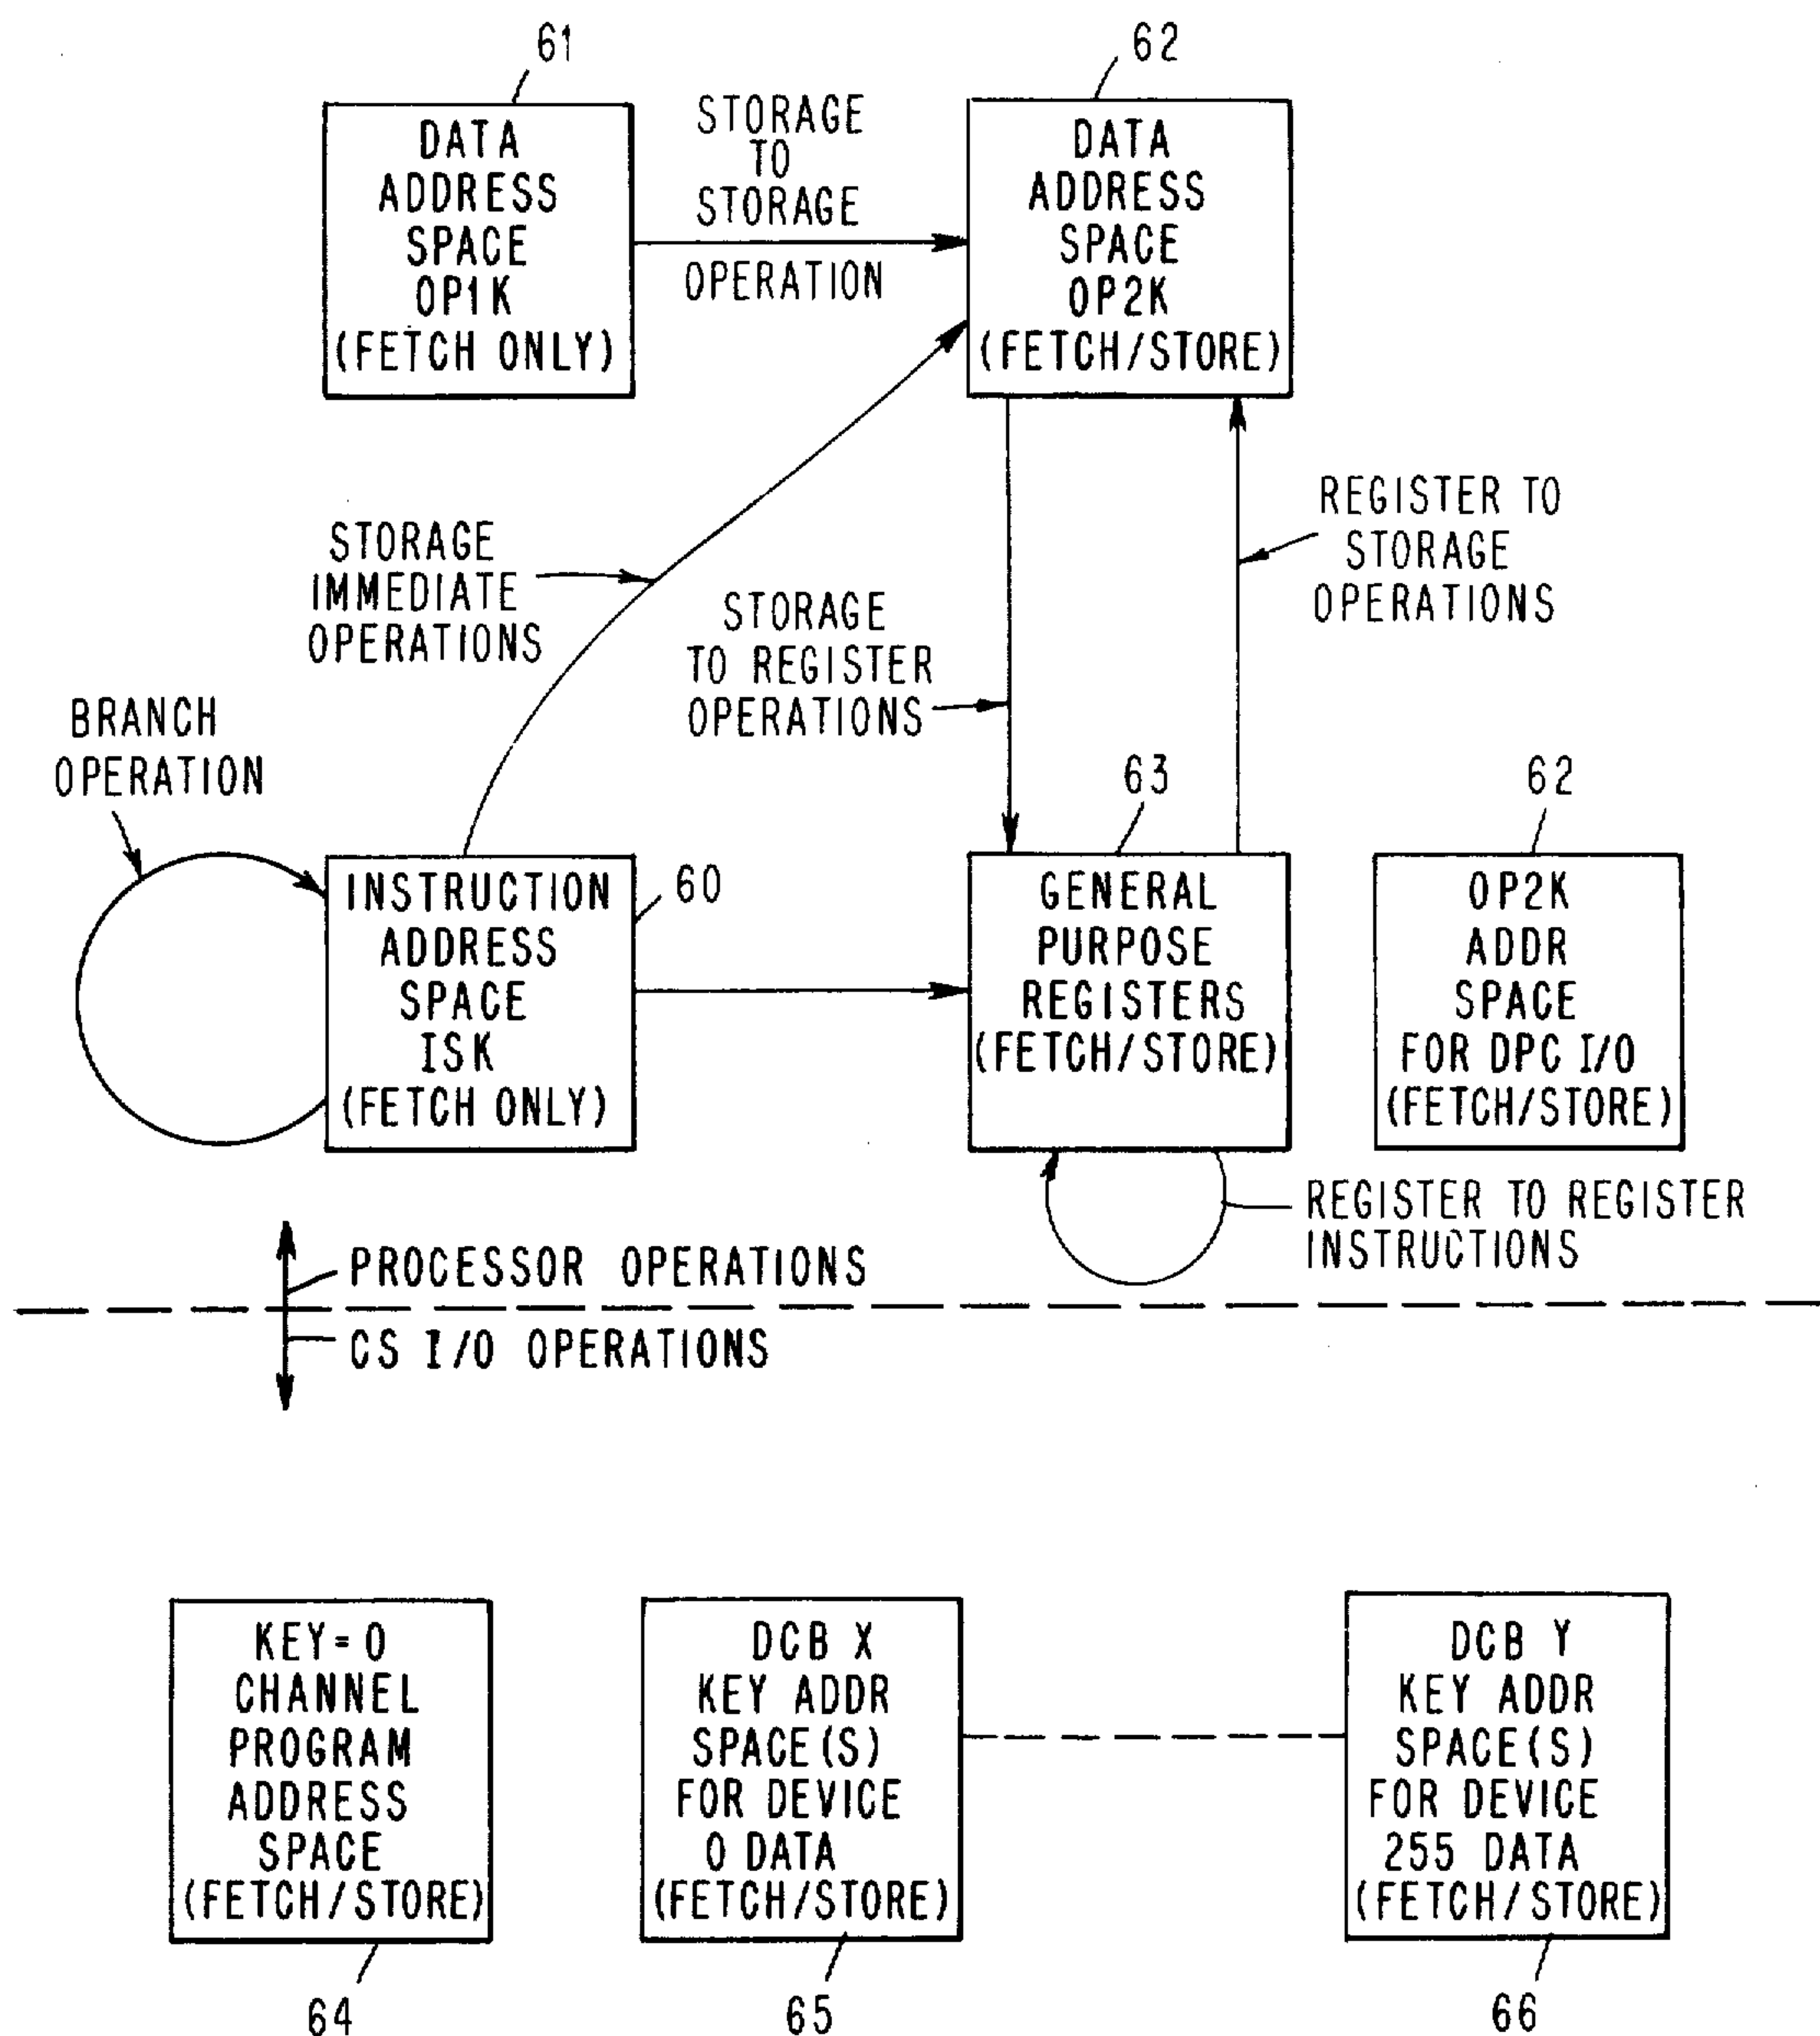 61
62
DATA
ADDRESS
SPACE
OP1K
(FETCH ONLY)
STORAGE
TO
STORAGE
OPERATION
DATA
ADDRESS
SPACE
OP2K
(FETCH/STORE)
STORAGE
IMMEDIATE
OPERATIONS
STORAGE
TO REGISTER
OPERATIONS
REGISTER TO
STORAGE
OPERATIONS
BRANCH
OPERATION
63
62
INSTRUCTION
ADDRESS
SPACE
ISK
(FETCH ONLY)
60
GENERAL
PURPOSE
REGISTERS
(FETCH/STORE)
OP2K
ADDR
SPACE
FOR DPC I/O
(FETCH/STORE)
REGISTER TO REGISTER
INSTRUCTIONS
PROCESSOR OPERATIONS
CS I/O OPERATIONS
KEY=0
CHANNEL
PROGRAM
ADDRESS
SPACE
(FETCH/STORE)
DCB X
KEY ADDR
SPACE(S)
FOR DEVICE
0 DATA
(FETCH/STORE)
DCB Y
KEY ADDR
SPACE(S)
FOR DEVICE
255 DATA
(FETCH/STORE)
64
65
66